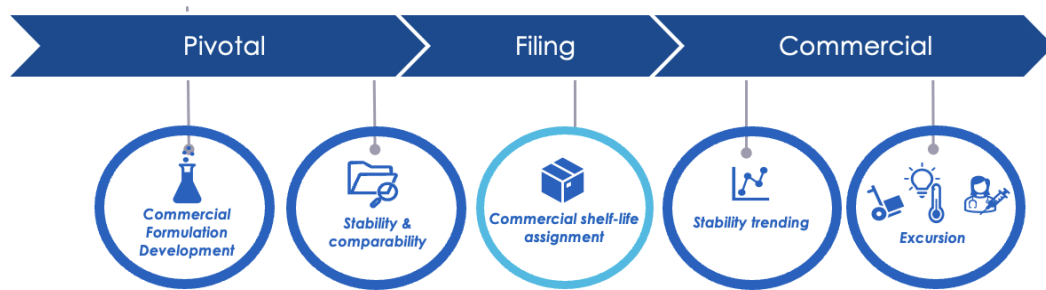 Pivotal
Filing
Commercial
Commercial
Formulation
Development
Stability &
comparability
Commercial shelf-life
assignment
Stability trending
Excursion